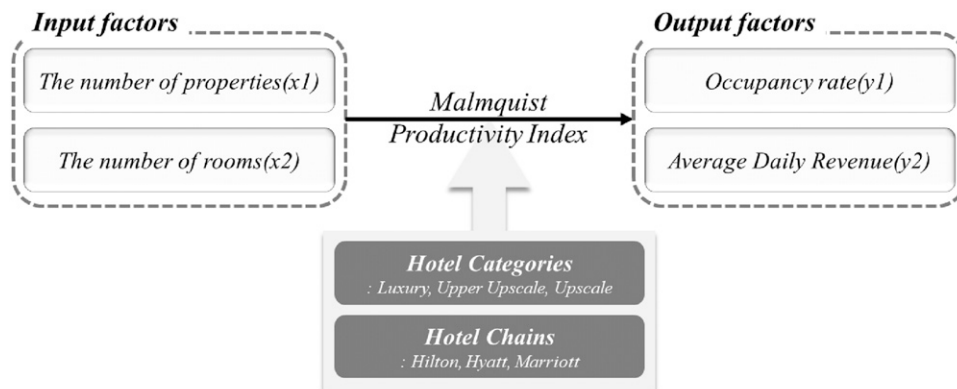 Input factors
The number of properties(x1)
The number of rooms(x2)
Malmquist
Productivity Index
Output factors
Occupancy rate(y1)
Average Daily Revenue(y2)
Hotel Categories
: Luxury, Upper Upscale, Upscale
Hotel Chains
: Hilton, Hyatt, Marriott